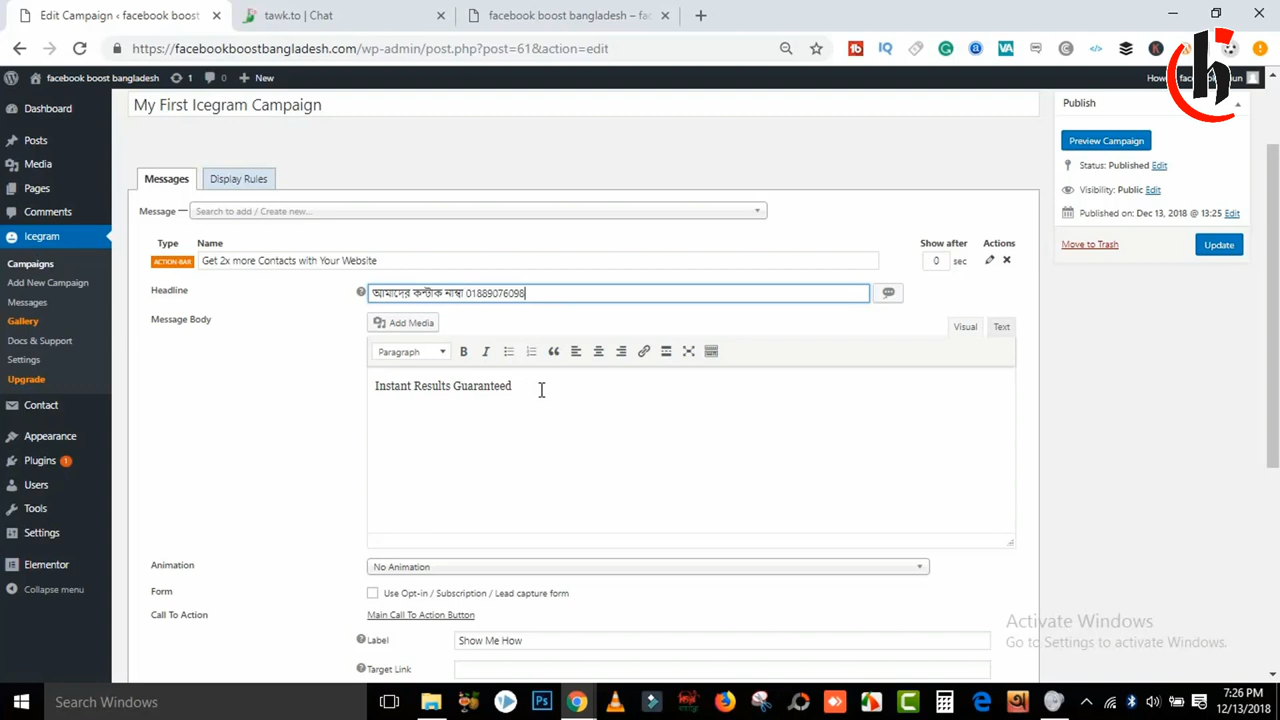 Edit Campaign ‹ facebook boost
tawk.to | Chat
facebook boost bangladesh – fac
https://facebookboostbangladesh.com/wp-admin/post.php?post=61&action=edit
facebook boost bangladesh
1
0
New
My First Icegram Campaign
Dashboard
Posts
Media
Pages
Comments
Icegram
Campaigns
Add New Campaign
Messages
Gallery
Docs & Support
Settings
Upgrade
Contact
Appearance
Plugins 1
Users
Tools
Settings
Elementor
Collapse menu
Messages
Display Rules
Message —
Search to add / Create new...
Type
Name
Show after
Actions
ACTION-BAR
Get 2x more Contacts with Your Website
0
sec
Headline
আমাদের কন্টাক নাম্বা 01889076098
Message Body
Add Media
Visual
Text
Paragraph
Instant Results Guaranteed
Animation
No Animation
Form
Use Opt-in / Subscription / Lead capture form
Call To Action
Main Call To Action Button
Label
Show Me How
Target Link
Publish
Preview Campaign
Status: Published Edit
Visibility: Public Edit
Published on: Dec 13, 2018 @ 13:25 Edit
Move to Trash
Update
Activate Windows
Go to Settings to activate Windows.
Search Windows
7:26 PM
12/13/2018